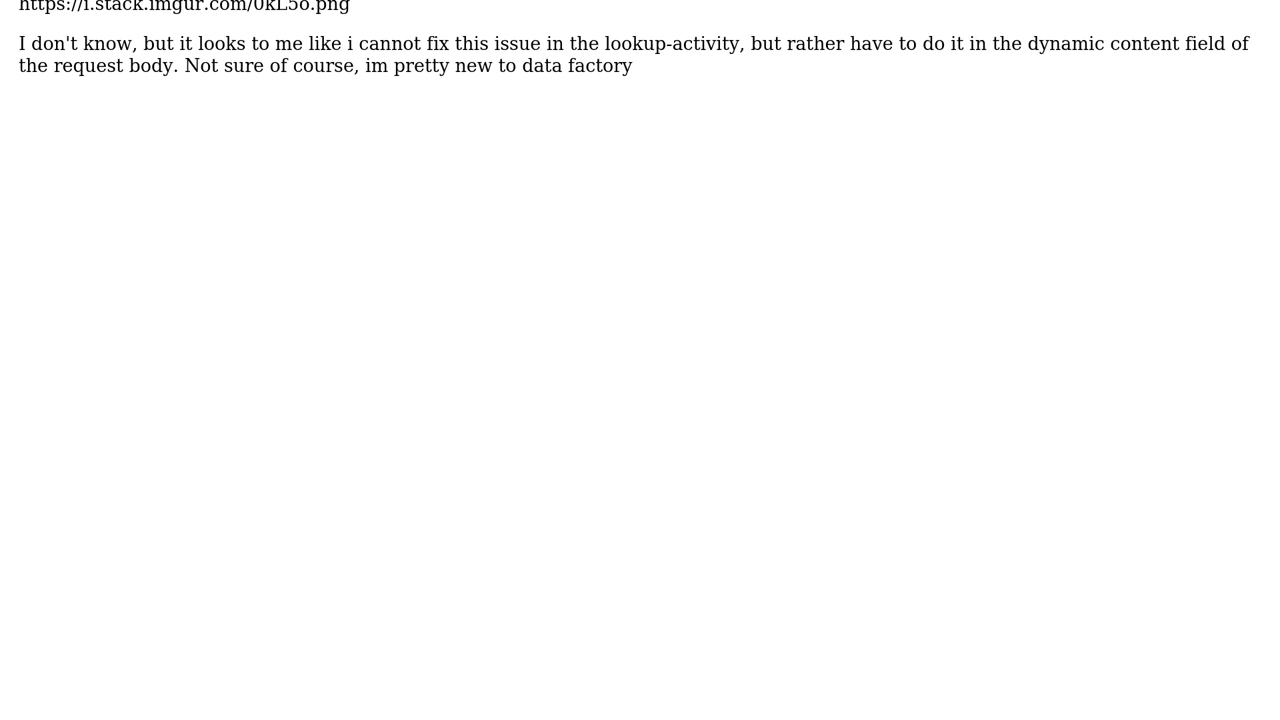 https://i.stack.imgur.com/0kL5o.png
I don't know, but it looks to me like i cannot fix this issue in the lookup-activity, but rather have to do it in the dynamic content field of
the request body. Not sure of course, im pretty new to data factory